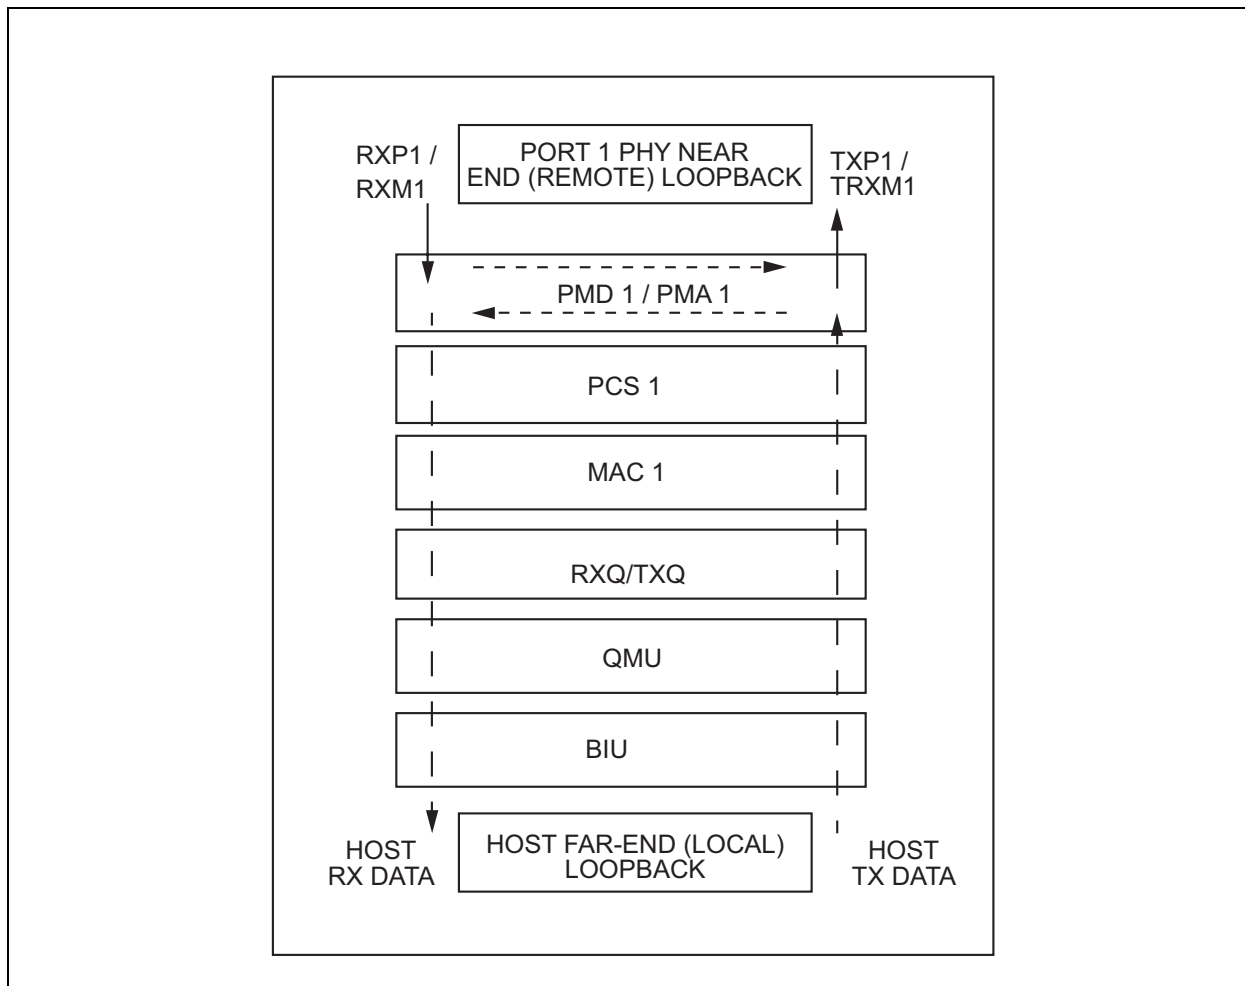 RXP1 /
RXM1
PORT 1 PHY NEAR
END (REMOTE) LOOPBACK
TXP1 /
TRXM1
PMD 1 / PMA 1
PCS 1
MAC 1
RXQ/TXQ
QMU
BIU
HOST
RX DATA
HOST FAR-END (LOCAL)
LOOPBACK
HOST
TX DATA